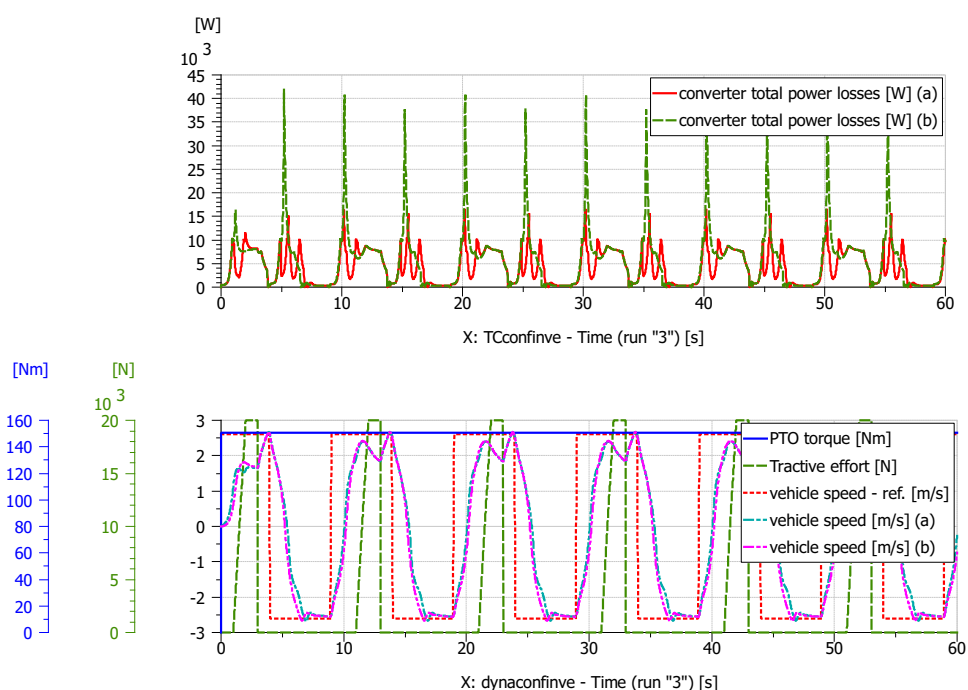 [W]
10 3
45
40
35
30
25
20
15
10
5
0
converter total power losses [W] (a)
converter total power losses [W] (b)
0 10 20 30 40 50 60
X: TCconfinve - Time (run "3") [s]
[Nm] [N]
10 3
160 20 3
140
120 15 2
100 1
80 10 0
60 -1
40 5
20 -2
0 0 -3
PTO torque [Nm]
Tractive effort [N]
vehicle speed - ref. [m/s]
vehicle speed [m/s] (a)
vehicle speed [m/s] (b)
0 10 20 30 40 50 60
X: dynaconfinve - Time (run "3") [s]